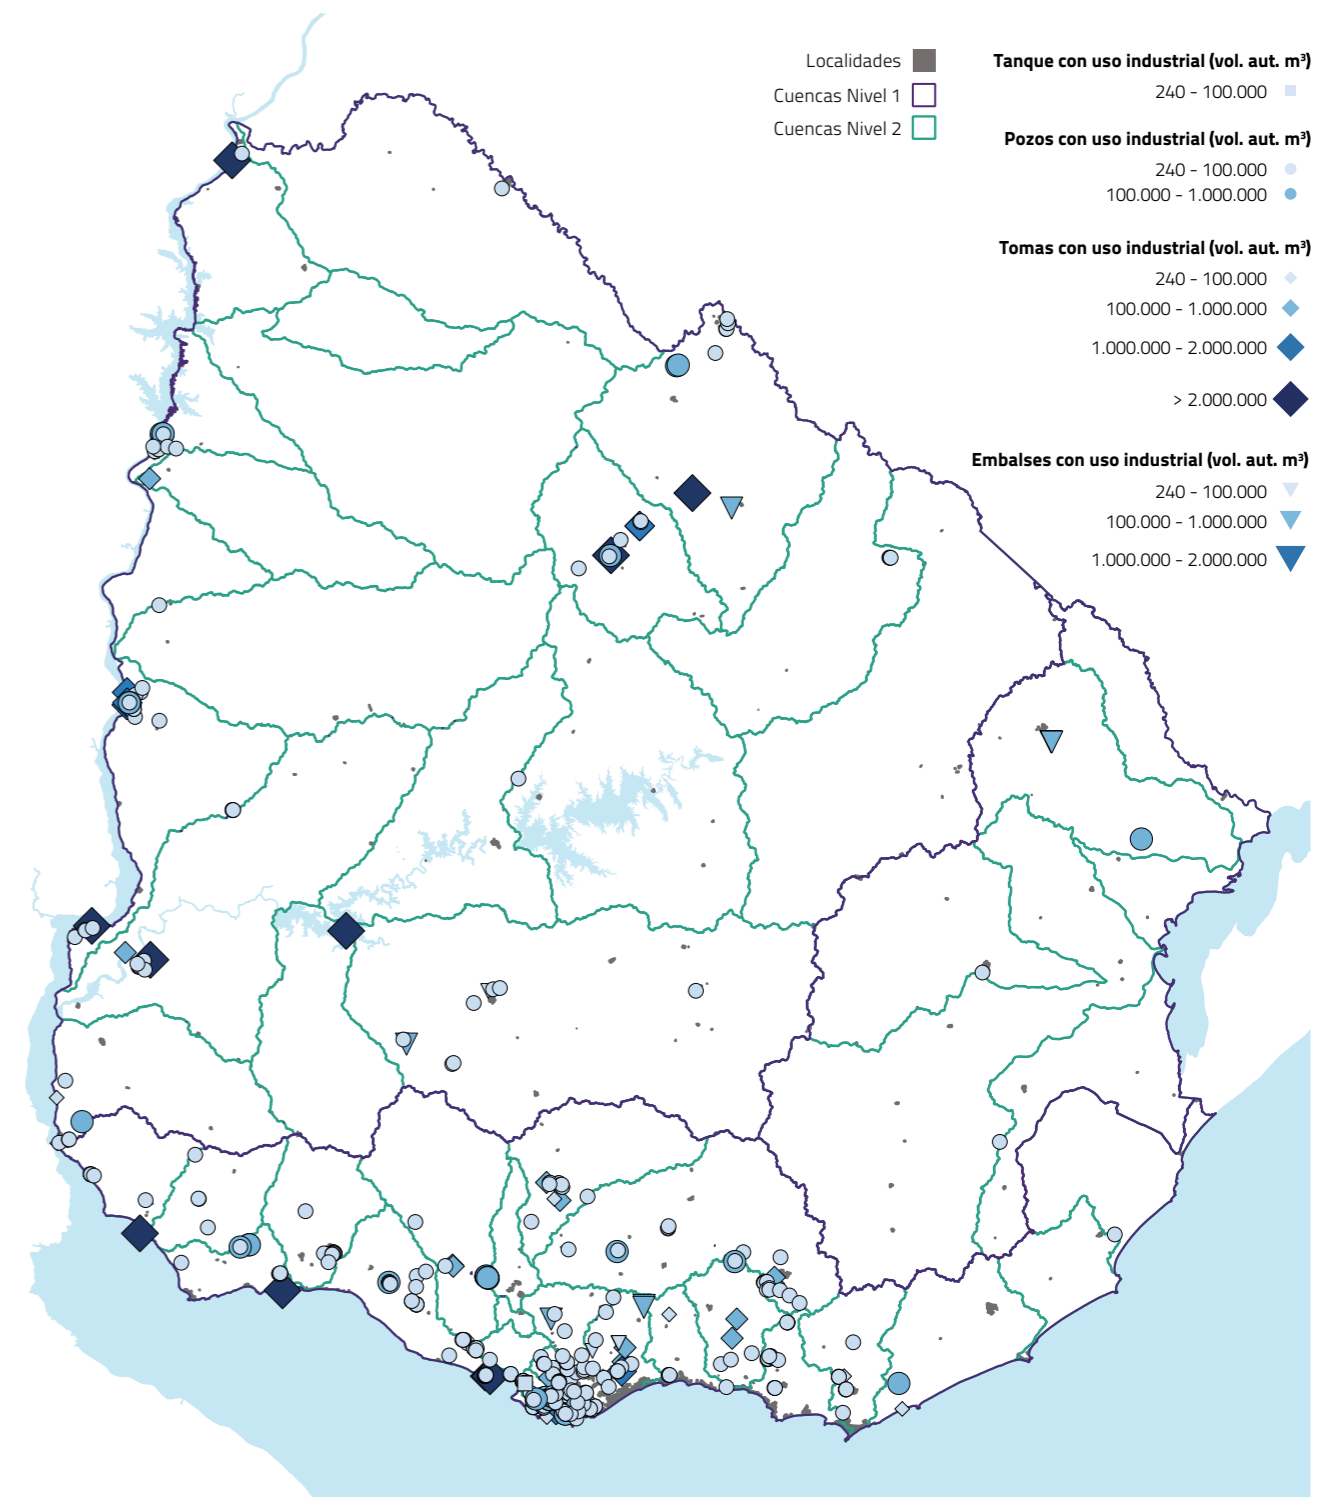 Localidades
Cuencas Nivel 1
Cuencas Nivel 2
Tanque con uso industrial (vol. aut. m³)
240 - 100.000
Pozos con uso industrial (vol. aut. m³)
240 - 100.000
100.000 - 1.000.000
Tomas con uso industrial (vol. aut. m³)
240 - 100.000
100.000 - 1.000.000
1.000.000 - 2.000.000
> 2.000.000
Embalses con uso industrial (vol. aut. m³)
240 - 100.000
100.000 - 1.000.000
1.000.000 - 2.000.000